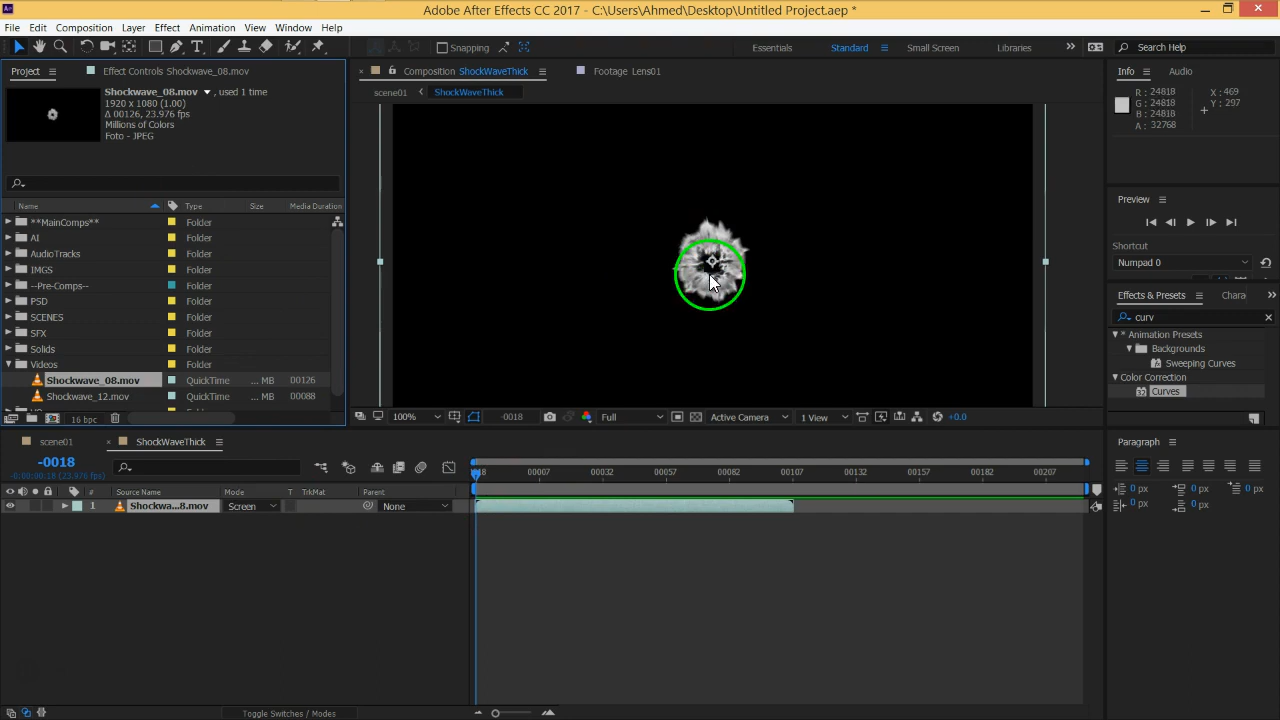 Adobe After Effects CC 2017 - C:\Users\Ahmed\Desktop\Untitled Project.aep *
File Edit Composition Layer Effect Animation View Window Help
Snapping
Essentials Standard Small Screen Libraries Search Help
Project Effect Controls Shockwave_08.mov
Composition ShockWaveThick Footage Lens01
Info Audio
scene01 ShockWaveThick
Shockwave_08.mov , used 1 time
1920 x 1080 (1.00)
Δ 00126, 23.976 fps
Millions of Colors
Foto - JPEG
R: 24818
G: 24818
B: 24818
A: 32768
X: 469
Y: 297
Preview
Shortcut
Numpad 0
Name Type Size Media Duration
**MainComps** Folder
AI Folder
AudioTracks Folder
IMGS Folder
--Pre-Comps-- Folder
PSD Folder
SCENES Folder
SFX Folder
Solids Folder
Videos Folder
Shockwave_08.mov QuickTime ... MB 00126
Shockwave_12.mov QuickTime ... MB 00088
16 bpc
Effects & Presets Chara
curv
* Animation Presets
Backgrounds
Sweeping Curves
Color Correction
32 Curves
100% -0018 Full Active Camera 1 View +0.0
scene01 ShockWaveThick
-0018
-0:00:00:18 (23.976 fps)
# Source Name Mode T TrkMat Parent
1 Shockwa...8.mov Screen None
18 00007 00032 00057 00082 00107 00132 00157 00182 00207
Paragraph
0 px 0 px 0 px
0 px 0 px
Toggle Switches / Modes